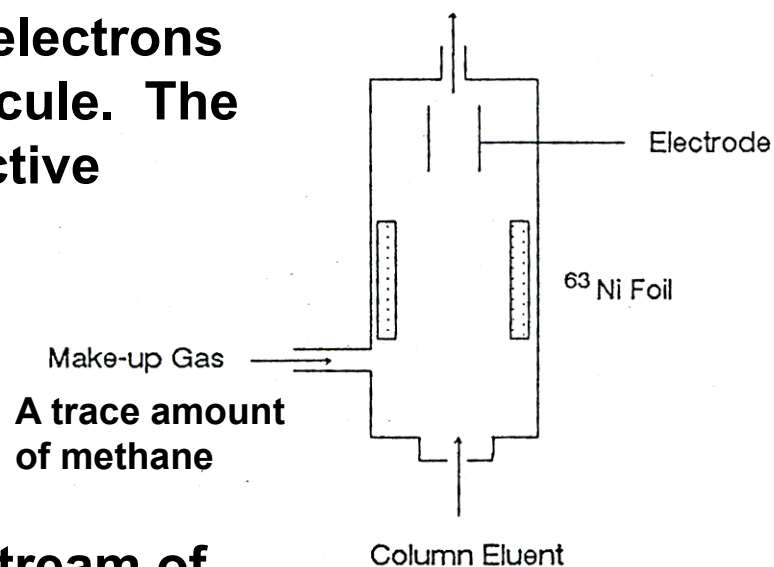 electrons
cule. The
ctive
Electrode
63 Ni Foil
Make-up Gas
A trace amount
of methane
tream of
Column Eluent